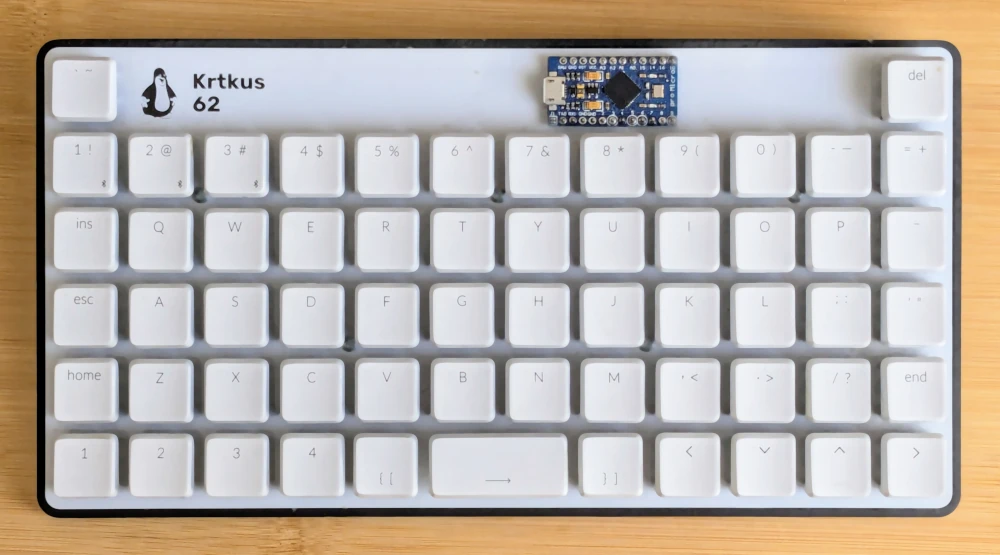 Krtkus
62
del
1 ! 2 @ 3 # 4 $ 5 % 6 ^ 7 & 8 * 9 ( 0 ) - — = +
ins Q W E R T Y U I O P
esc A S D F G H J K L ; :
home Z X C V B N M , < . > / ? end
1 2 3 4 { [ ⟶ } ] < ⌄ ^ >